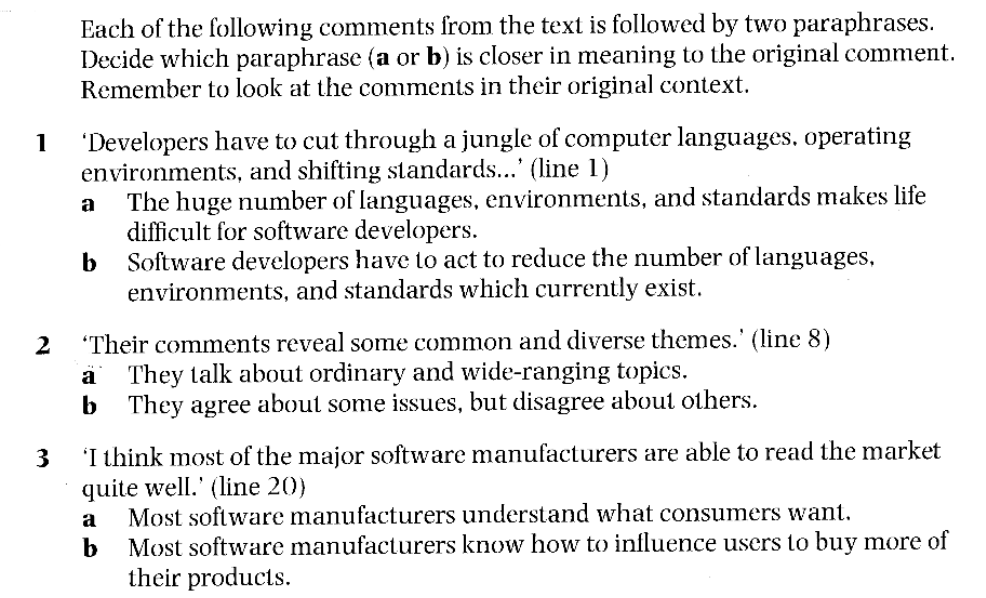 Each of the following comments from the text is followed by two paraphrases.
Decide which paraphrase (a or b) is closer in meaning to the original comment.
Remember to look at the comments in their original context.
1 ‘Developers have to cut through a jungle of computer languages, operating
environments, and shifting standards...’ (line 1)
a The huge number of languages, environments, and standards makes life
difficult for software developers.
b Software developers have to act to reduce the number of languages,
environments, and standards which currently exist.
2 ‘Their comments reveal some common and diverse themes.’ (line 8)
a They talk about ordinary and wide-ranging topics.
b They agree about some issues, but disagree about others.
3 ‘I think most of the major software manufacturers are able to read the market
quite well.’ (line 20)
a Most software manufacturers understand what consumers want.
b Most software manufacturers know how to influence users to buy more of
their products.